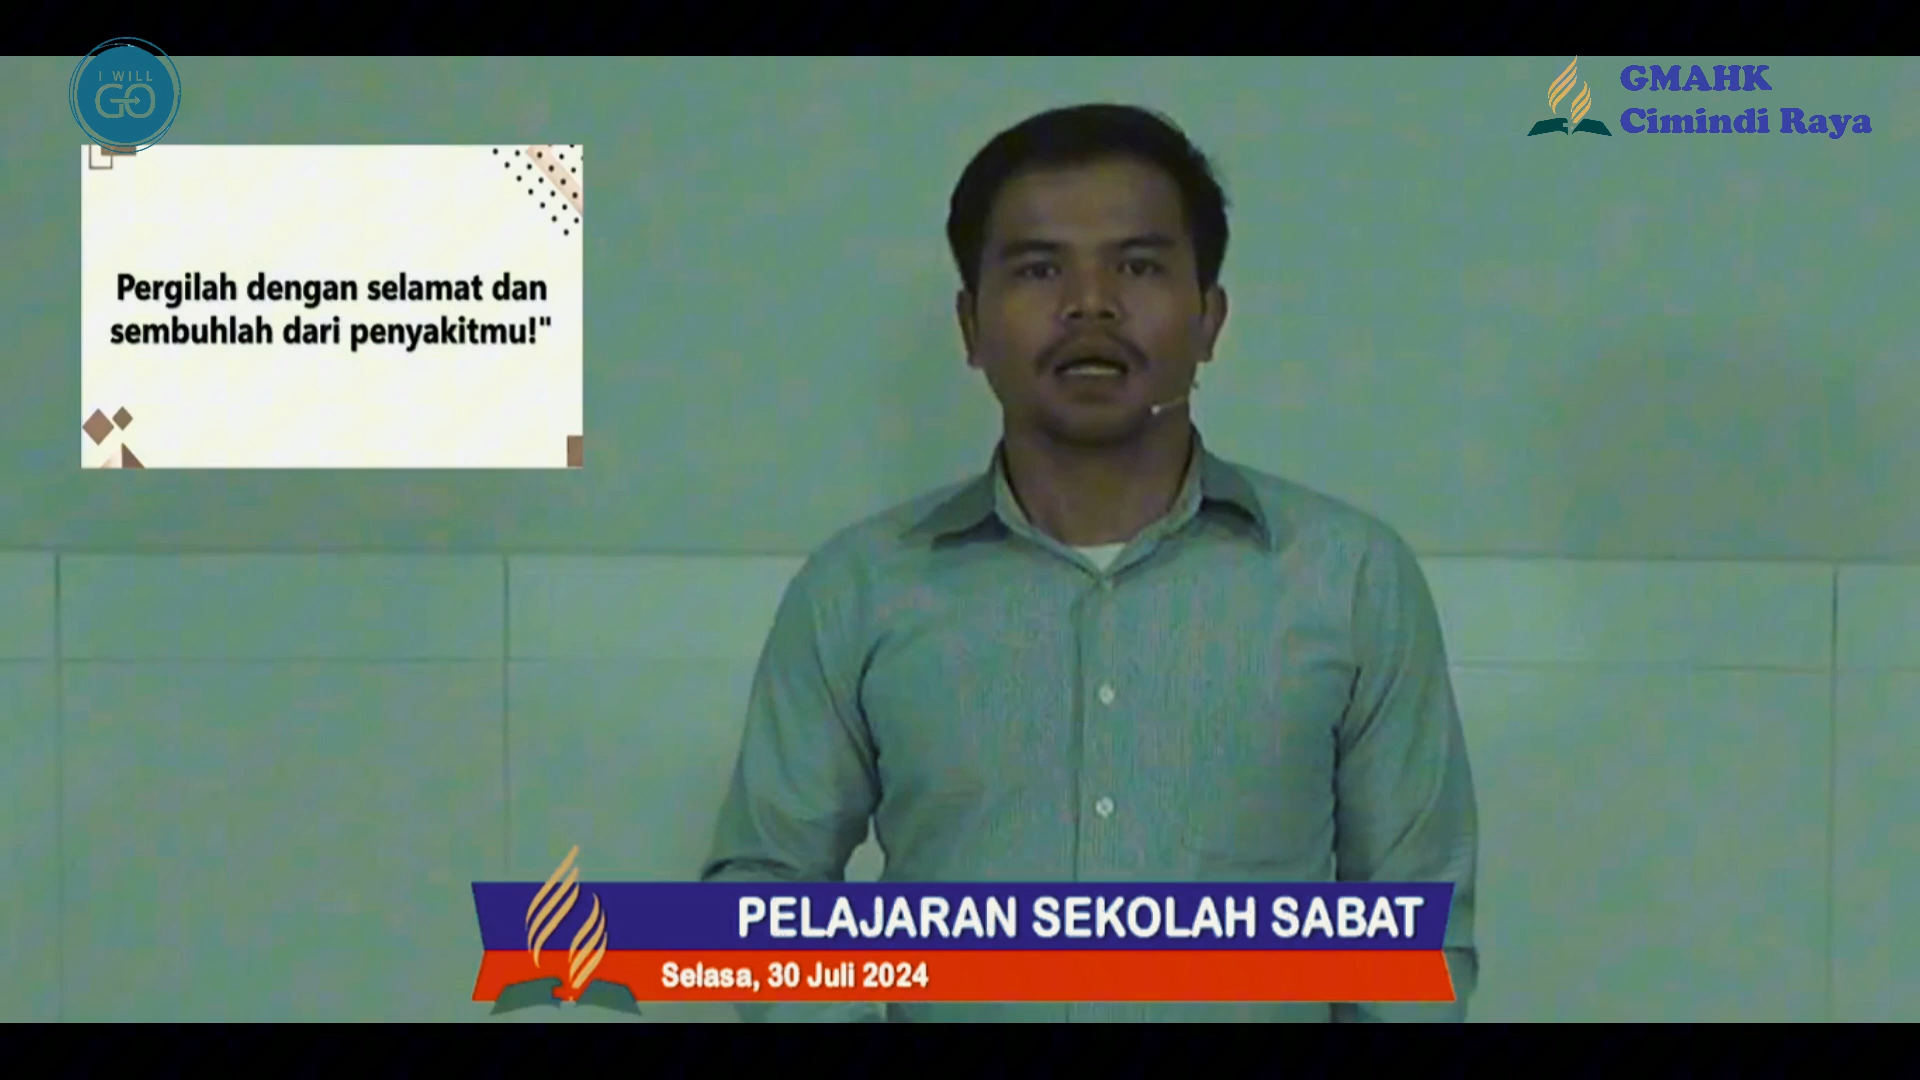 I WILL
GO
GMAHK
Cimindi Raya
Pergilah dengan selamat dan
sembuhlah dari penyakitmu!"
PELAJARAN SEKOLAH SABAT
Selasa, 30 Juli 2024